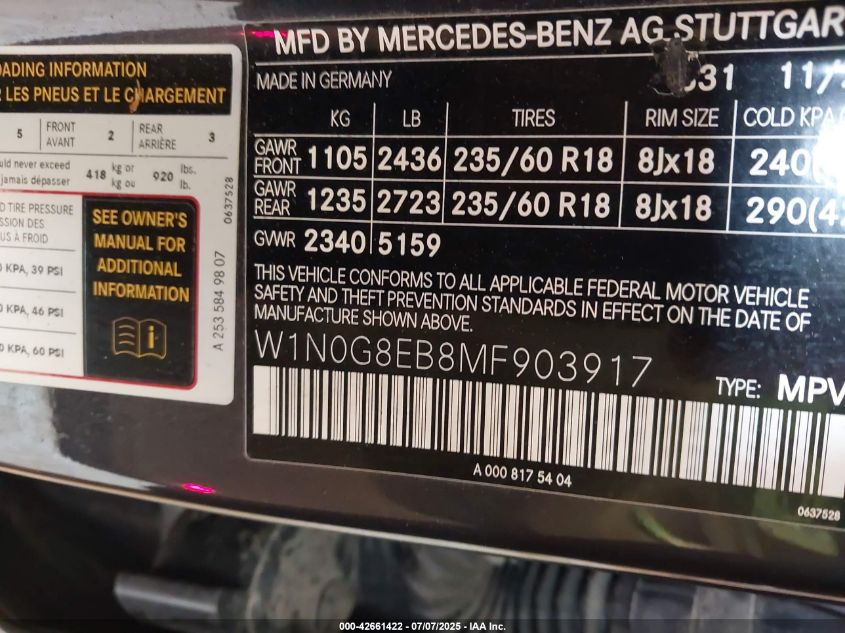 OADING INFORMATION
R LES PNEUS ET LE CHARGEMENT
5 FRONT AVANT 2 REAR ARRIÈRE 3
uld never exceed
jamais dépasser 418 kg or kg ou 920 lbs. lb.
D TIRE PRESSURE
SSION DES
US À FROID
0 KPA, 39 PSI
0 KPA, 46 PSI
0 KPA, 60 PSI
SEE OWNER'S
MANUAL FOR
ADDITIONAL
INFORMATION
A 253 584 98 07
0637528
MFD BY MERCEDES-BENZ AG STUTTGAR
MADE IN GERMANY 631 11/
KG LB TIRES RIM SIZE COLD KPA
GAWR FRONT 1105 2436 235/60 R18 8Jx18 240(
GAWR REAR 1235 2723 235/60 R18 8Jx18 290(42
GVWR 2340 5159
THIS VEHICLE CONFORMS TO ALL APPLICABLE FEDERAL MOTOR VEHICLE
SAFETY AND THEFT PREVENTION STANDARDS IN EFFECT ON THE DATE OF
MANUFACTURE SHOWN ABOVE.
W1N0G8EB8MF903917
TYPE: MPV
A 000 817 54 04
0637528
000-42661422 - 07/07/2025 - IAA Inc.